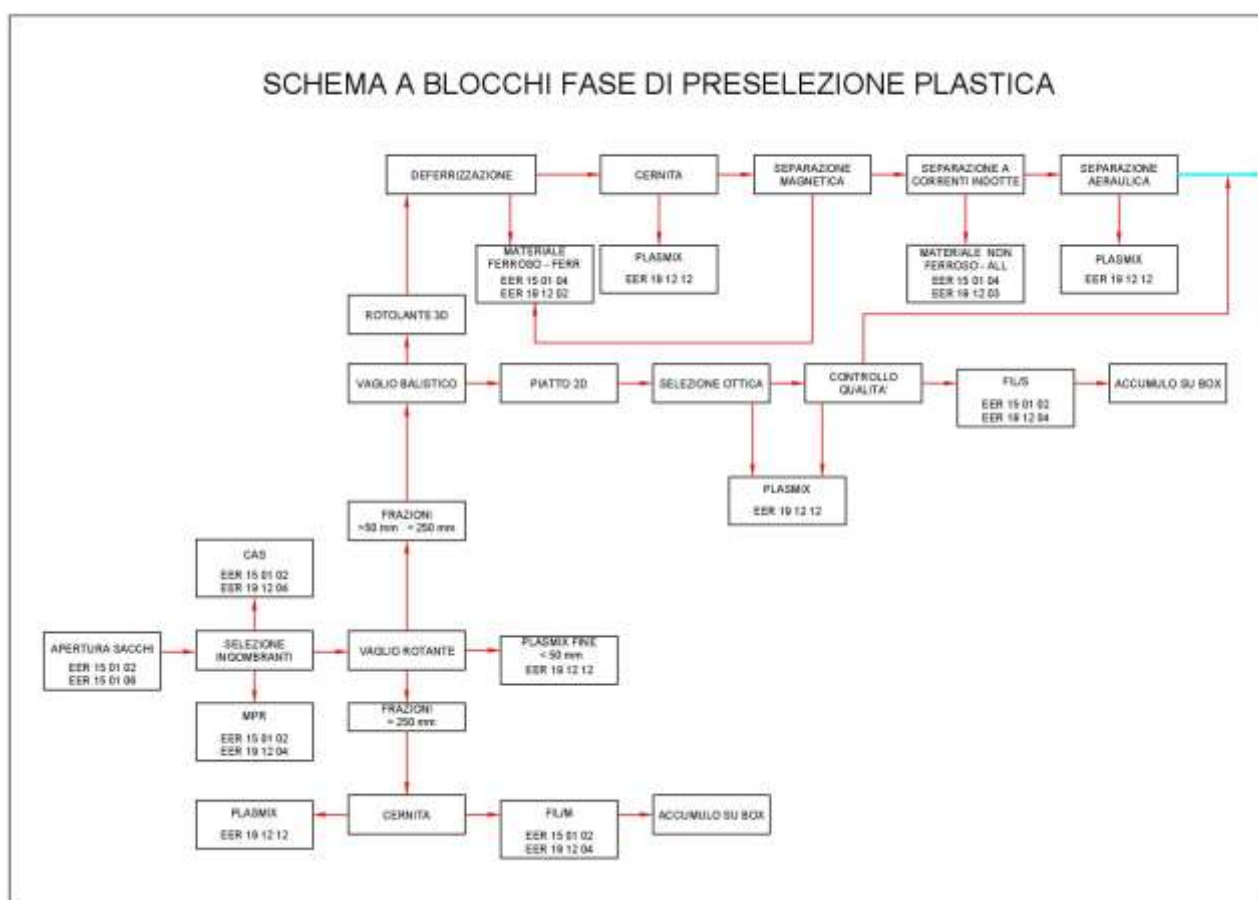 SCHEMA A BLOCCHI FASE DI PRESELEZIONE PLASTICA
DEFERRIZZAZIONE
CERNITA
SEPARAZIONE
MAGNETICA
SEPARAZIONE A
CORRENTI INDOTTE
SEPARAZIONE
AERAULICA
MATERIALE
FERROSO - FERR
EER 15 01 04
EER 19 12 02
PLASMIX
EER 19 12 12
MATERIALE NON
FERROSO - ALL
EER 15 01 04
EER 19 12 03
PLASMIX
EER 19 12 12
ROTOLANTE 3D
VAGLIO BALISTICO
PIATTO 2D
SELEZIONE OTTICA
CONTROLLO
QUALITA'
FIL/S
EER 15 01 02
EER 19 12 04
ACCUMULO SU BOX
PLASMIX
EER 19 12 12
FRAZIONI
>50 mm < 250 mm
CAS
EER 15 01 02
EER 19 12 04
APERTURA SACCHI
EER 15 01 02
EER 15 01 06
SELEZIONE
INGOMBRANTI
VAGLIO ROTANTE
PLASMIX FINE
< 50 mm
EER 19 12 12
MPR
EER 15 01 02
EER 19 12 04
FRAZIONI
> 250 mm
PLASMIX
EER 19 12 12
CERNITA
FIL/M
EER 15 01 02
EER 19 12 04
ACCUMULO SU BOX